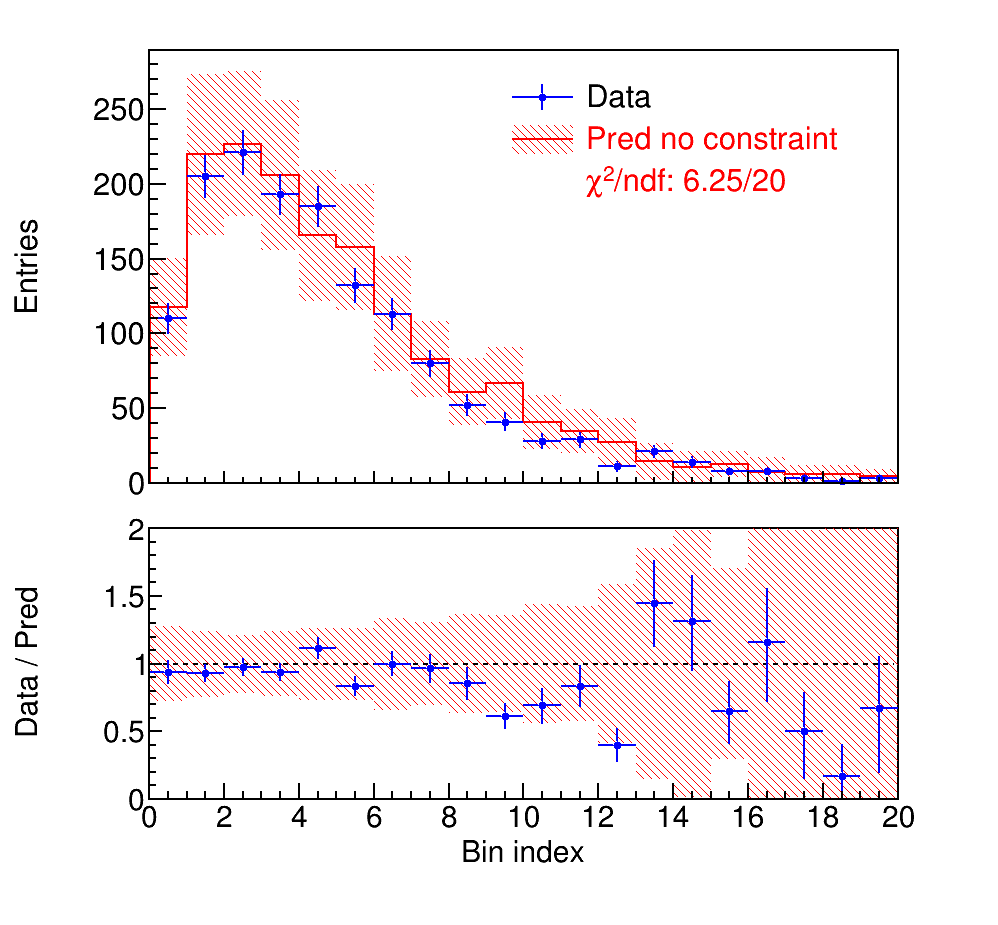 Entries
250
200
150
100
50
0
Data
Pred no constraint
χ²/ndf: 6.25/20
Data / Pred
2
1.5
1
0.5
0
0 2 4 6 8 10 12 14 16 18 20
Bin index